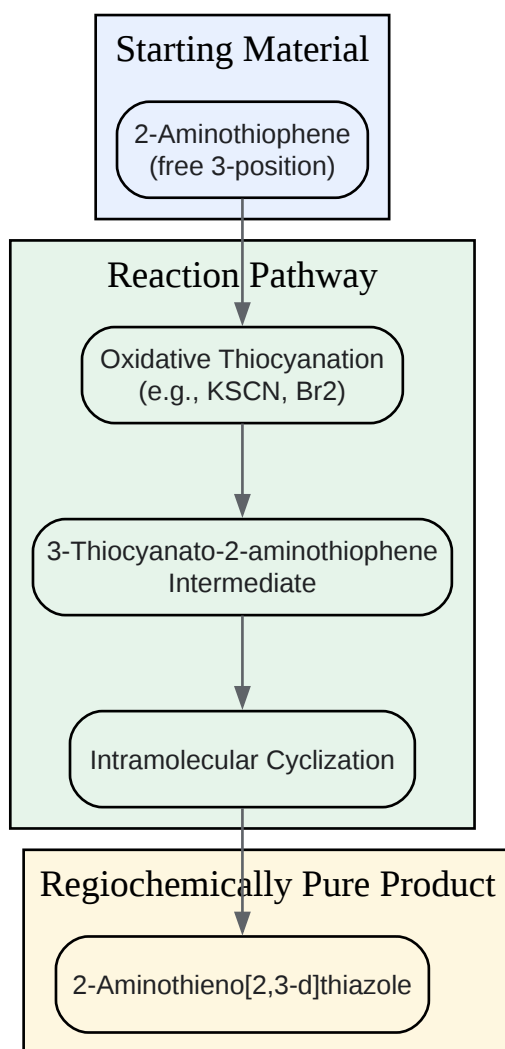 Starting Material
2-Aminothiophene
(free 3-position)
Reaction Pathway
Oxidative Thiocyanation
(e.g., KSCN, Br2)
3-Thiocyanato-2-aminothiophene
Intermediate
Intramolecular Cyclization
Regiochemically Pure Product
2-Aminothieno[2,3-d]thiazole